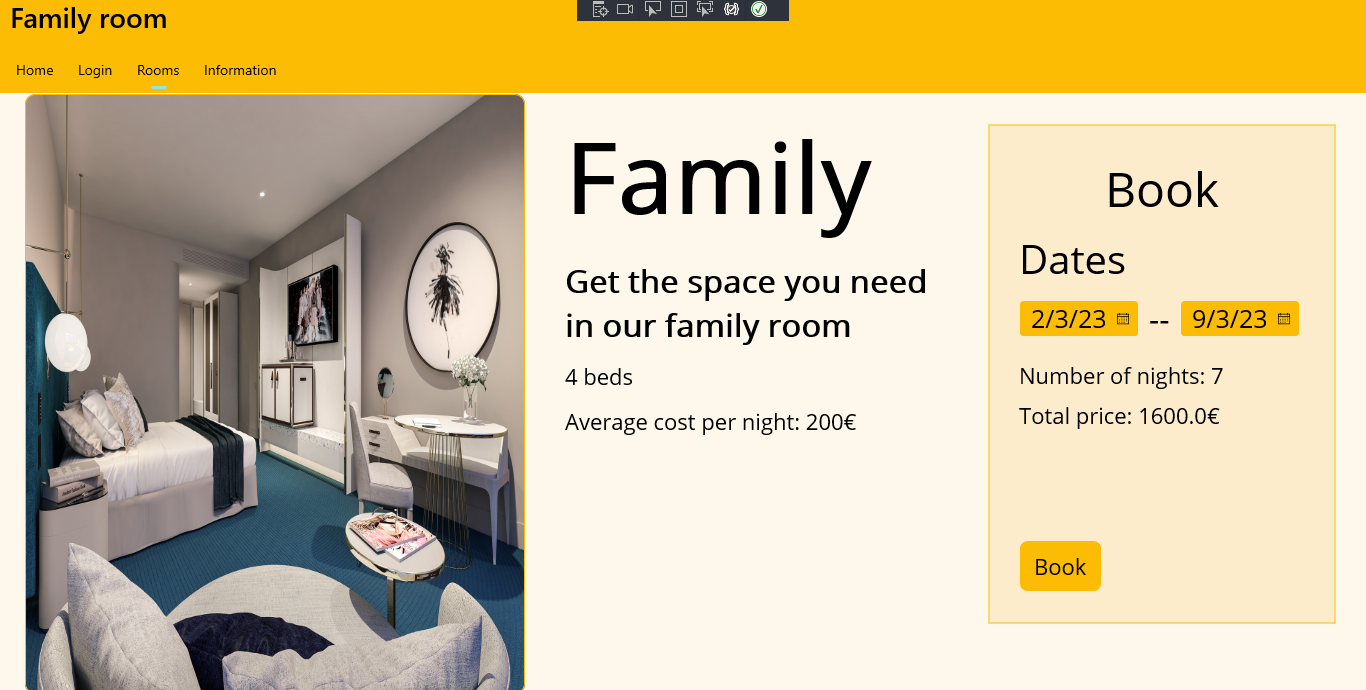 Family room
Home Login Rooms Information
Family
Get the space you need
in our family room
4 beds
Average cost per night: 200€
Book
Dates
2/3/23 -- 9/3/23
Number of nights: 7
Total price: 1600.0€
Book